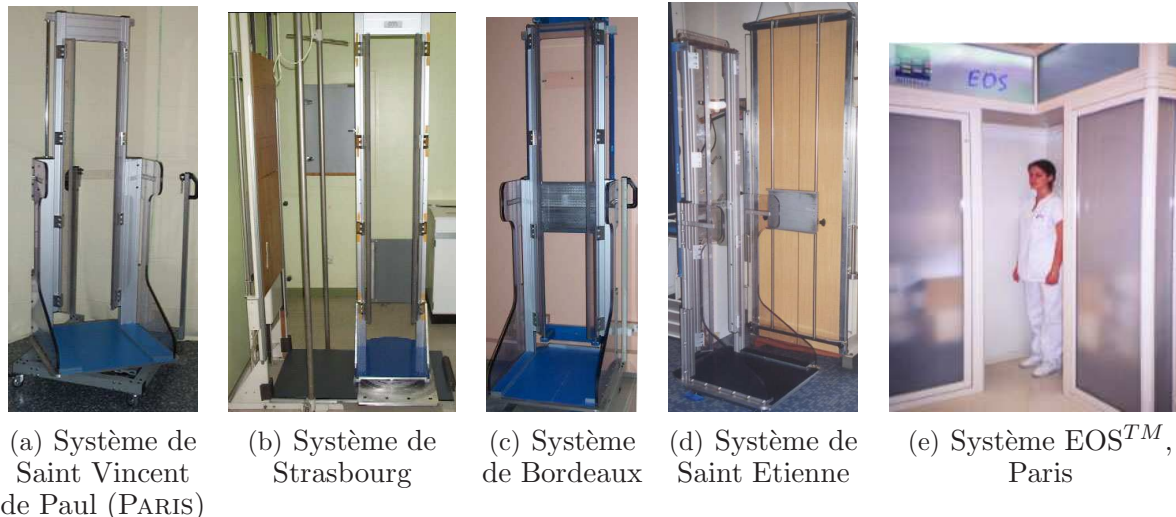 EOS
(a) Système de
Saint Vincent
de Paul (PARIS)
(b) Système de
Strasbourg
(c) Système
de Bordeaux
(d) Système de
Saint Etienne
(e) Système EOS^{TM},
Paris